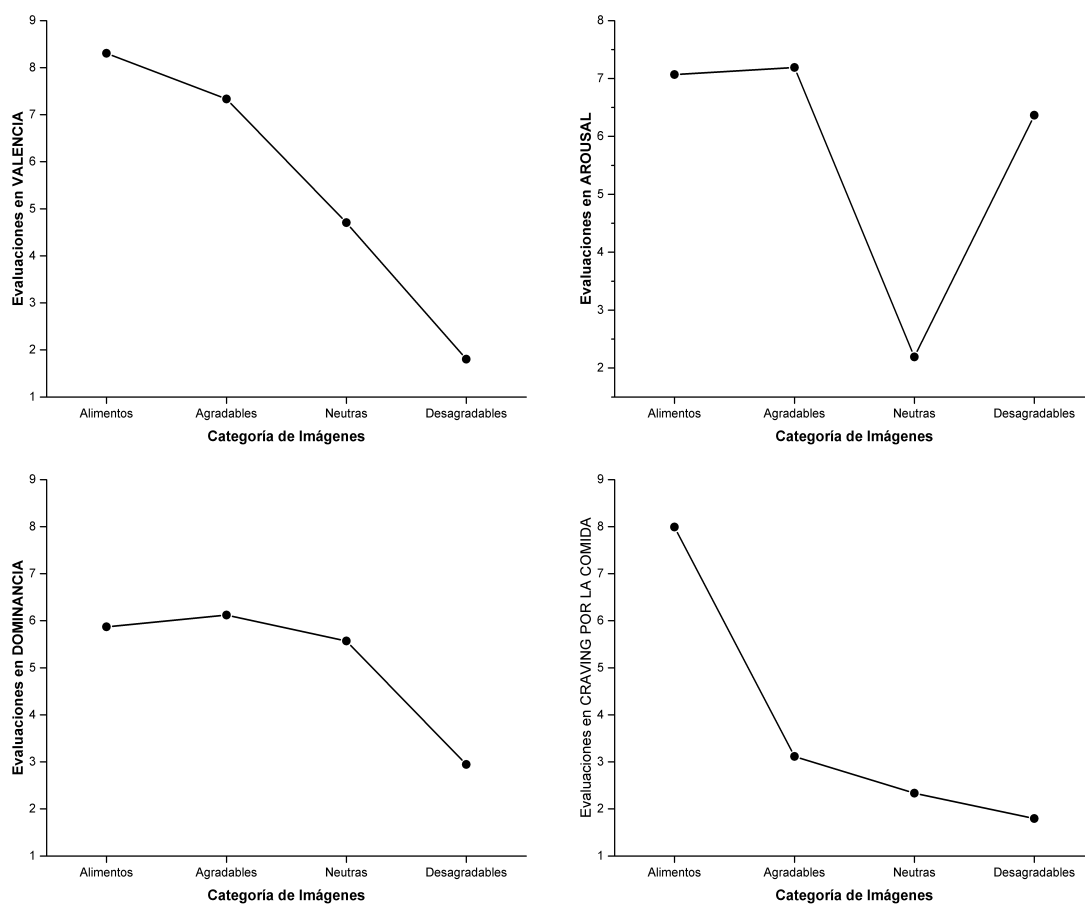 Evaluaciones en VALENCIA
9
8
7
6
5
4
3
2
1
Alimentos Agradables Neutras Desagradables
Categoría de Imágenes
Evaluaciones en AROUSAL
8
7
6
5
4
3
2
Alimentos Agradables Neutras Desagradables
Categoría de Imágenes
Evaluaciones en DOMINANCIA
9
8
7
6
5
4
3
2
1
Alimentos Agradables Neutras Desagradables
Categoría de Imágenes
Evaluaciones en CRAVING POR LA COMIDA
9
8
7
6
5
4
3
2
1
Alimentos Agradables Neutras Desagradables
Categoría de Imágenes